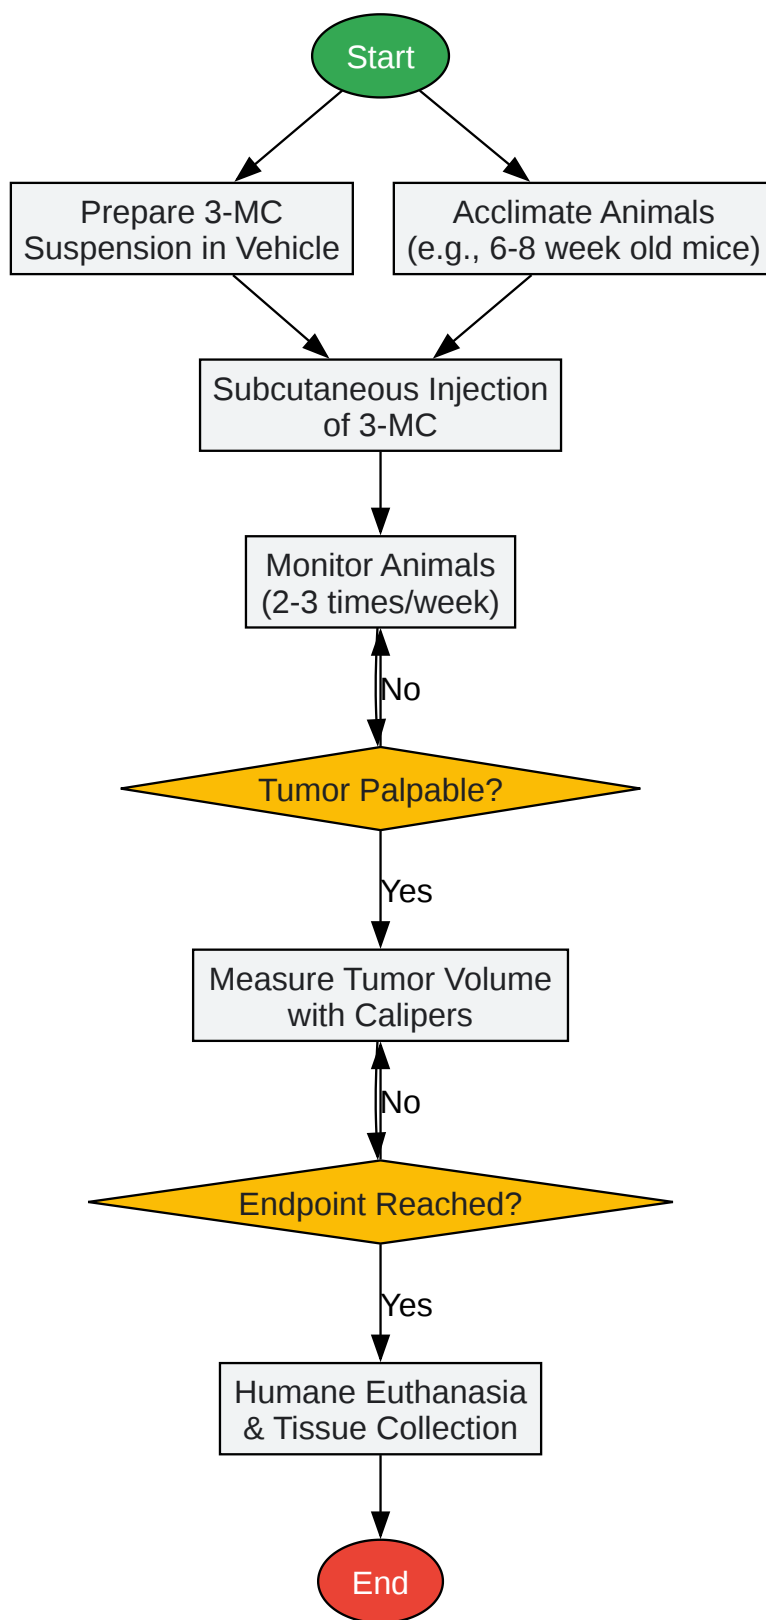 Start
Prepare 3-MC
Suspension in Vehicle
Acclimate Animals
(e.g., 6-8 week old mice)
Subcutaneous Injection
of 3-MC
Monitor Animals
(2-3 times/week)
No
Tumor Palpable?
Yes
Measure Tumor Volume
with Calipers
No
Endpoint Reached?
Yes
Humane Euthanasia
& Tissue Collection
End